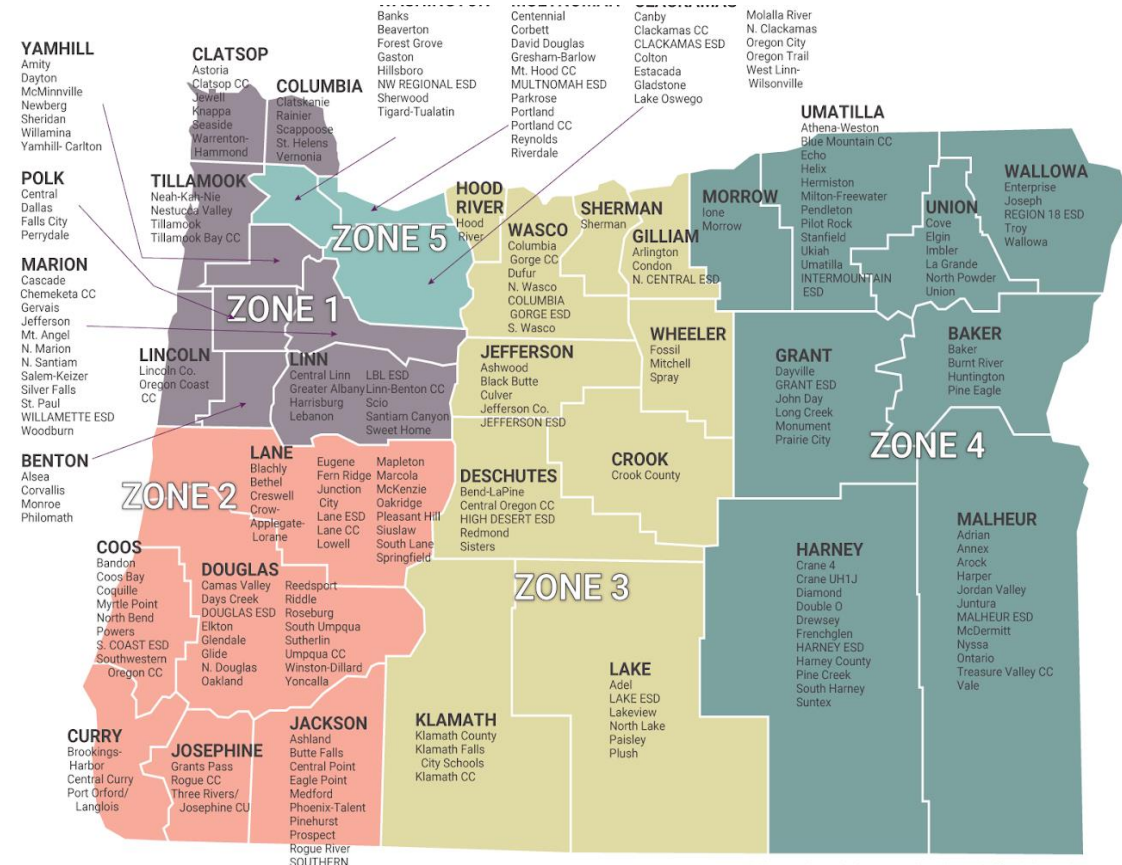 YAMHILL
Amity
Dayton
McMinnville
Newberg
Sheridan
Willamina
Yamhill- Carlton
POLK
Central
Dallas
Falls City
Perrydale
MARION
Cascade
Chemeketa CC
Gervais
Jefferson
Mt. Angel
N. Marion
N. Santiam
Salem-Keizer
Silver Falls
St. Paul
WILLAMETTE ESD
Woodburn
BENTON
Alsea
Corvallis
Monroe
Philomath
CLATSOP
Astoria
Clatsop CC
Jewell
Knappa
Seaside
Warrenton-
Hammond
COLUMBIA
Clatskanie
Rainier
Scappoose
St. Helens
Vernonia
TILLAMOOK
Neah-Kah-Nie
Nestucca Valley
Tillamook
Tillamook Bay CC
Banks
Beaverton
Forest Grove
Gaston
Hillsboro
NW REGIONAL ESD
Sherwood
Tigard-Tualatin
Centennial
Corbett
David Douglas
Gresham-Barlow
Mt. Hood CC
MULTNOMAH ESD
Parkrose
Portland
Portland CC
Reynolds
Riverdale
Canby
Clackamas CC
CLACKAMAS ESD
Colton
Estacada
Gladstone
Lake Oswego
Molalla River
N. Clackamas
Oregon City
Oregon Trail
West Linn-
Wilsonville
ZONE 5
ZONE 1
LINCOLN
Lincoln Co.
Oregon Coast
CC
LINN
Central Linn
Greater Albany
Harrisburg
Lebanon
LBL ESD
Linn-Benton CC
Scio
Santiam Canyon
Sweet Home
HOOD
RIVER
Hood
River
WASCO
Columbia
Gorge CC
Dufur
N. Wasco
COLUMBIA
GORGE ESD
S. Wasco
SHERMAN
Sherman
GILLIAM
Arlington
Condon
N. CENTRAL ESD
WHEELER
Fossil
Mitchell
Spray
JEFFERSON
Ashwood
Black Butte
Culver
Jefferson Co.
JEFFERSON ESD
CROOK
Crook County
DESCHUTES
Bend-LaPine
Central Oregon CC
HIGH DESERT ESD
Redmond
Sisters
ZONE 3
KLAMATH
Klamath County
Klamath Falls
City Schools
Klamath CC
LAKE
Adel
LAKE ESD
Lakeview
North Lake
Paisley
Plush
MORROW
Ione
Morrow
UMATILLA
Athena-Weston
Blue Mountain CC
Echo
Helix
Hermiston
Milton-Freewater
Pendleton
Pilot Rock
Stanfield
Ukiah
Umatilla
INTERMOUNTAIN
ESD
UNION
Cove
Elgin
Imbler
La Grande
North Powder
Union
WALLOWA
Enterprise
Joseph
REGION 18 ESD
Troy
Wallowa
GRANT
Dayville
GRANT ESD
John Day
Long Creek
Monument
Prairie City
BAKER
Baker
Burnt River
Huntington
Pine Eagle
ZONE 4
HARNEY
Crane 4
Crane UH1J
Diamond
Double O
Drewsey
Frenchglen
HARNEY ESD
Harney County
Pine Creek
South Harney
Suntex
MALHEUR
Adrian
Annex
Arock
Harper
Jordan Valley
Juntura
MALHEUR ESD
McDermitt
Nyssa
Ontario
Treasure Valley CC
Vale
ZONE 2
LANE
Blachly
Bethel
Creswell
Crow-
Applegate-
Lorane
Eugene
Fern Ridge
Junction
City
Lane ESD
Lane CC
Lowell
Mapleton
Marcola
McKenzie
Oakridge
Pleasant Hill
Siuslaw
South Lane
Springfield
COOS
Bandon
Coos Bay
Coquille
Myrtle Point
North Bend
Powers
S. COAST ESD
Southwestern
Oregon CC
DOUGLAS
Camas Valley
Days Creek
DOUGLAS ESD
Elkton
Glendale
Glide
N. Douglas
Oakland
Reedsport
Riddle
Roseburg
South Umpqua
Sutherlin
Umpqua CC
Winston-Dillard
Yoncalla
CURRY
Brookings-
Harbor
Central Curry
Port Orford/
Langlois
JOSEPHINE
Grants Pass
Rogue CC
Three Rivers/
Josephine CU
JACKSON
Ashland
Butte Falls
Central Point
Eagle Point
Medford
Phoenix-Talent
Pinehurst
Prospect
Rogue River
SOUTHERN